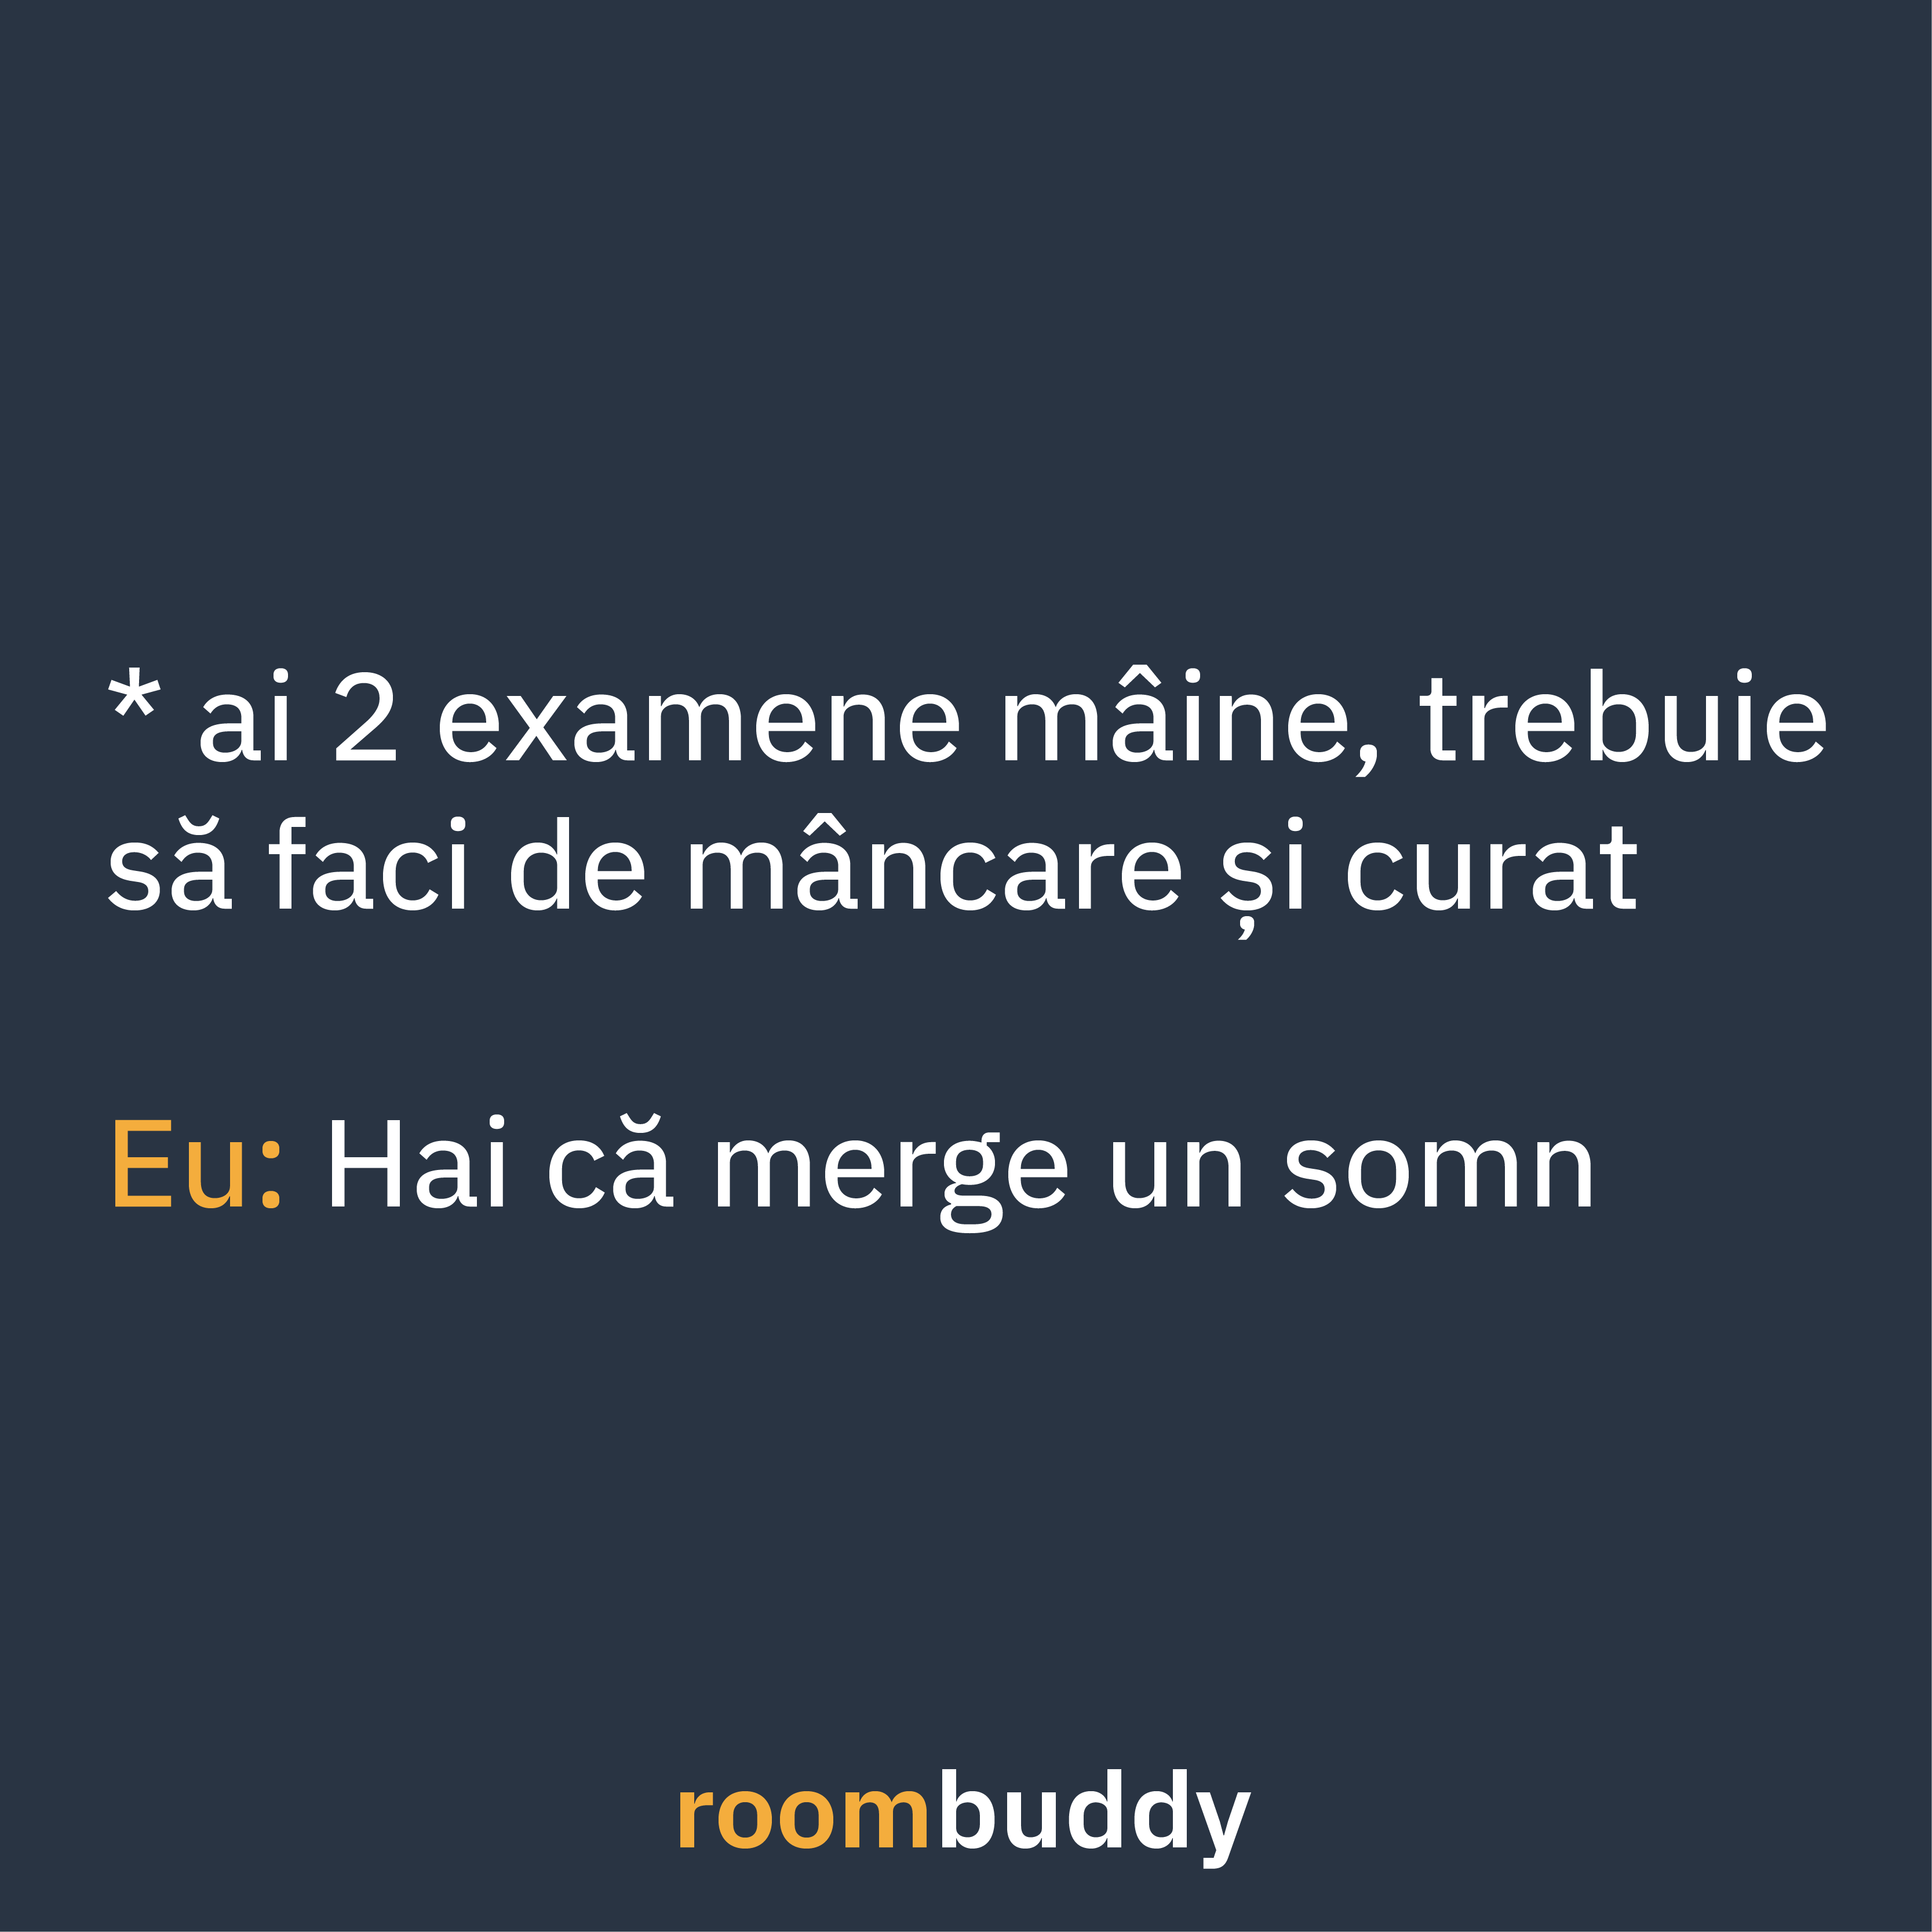 * ai 2 examene mâine, trebuie
să faci de mâncare și curat
Eu: Hai că merge un somn
roombuddy